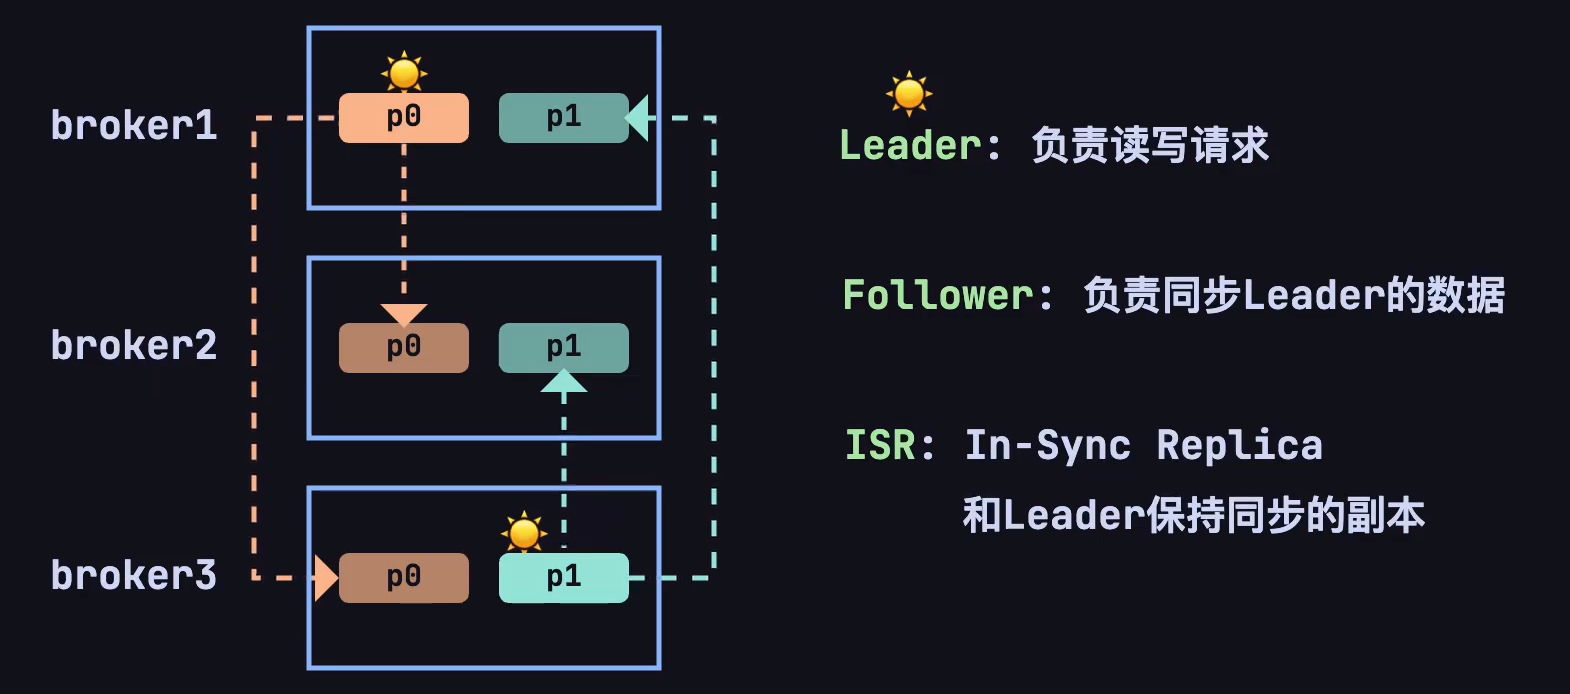 broker1
p0
p1
broker2
p0
p1
broker3
p0
p1
Leader: 负责读写请求
Follower: 负责同步Leader的数据
ISR: In-Sync Replica
和Leader保持同步的副本